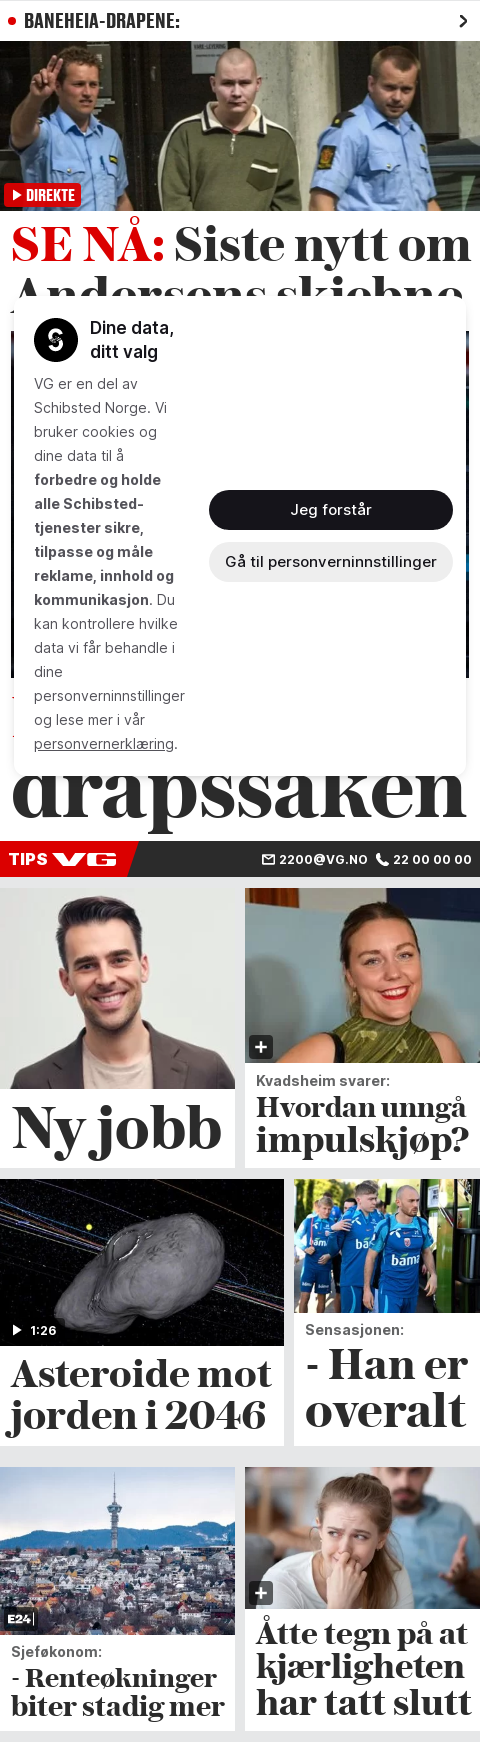 BANEHEIA-DRAPENE:
DIREKTE
SE NÅ: Siste nytt om
Andersens skjebne
Dine data,
ditt valg
VG er en del av
Schibsted Norge. Vi
bruker cookies og
dine data til å
forbedre og holde
alle Schibsted-
tjenester sikre,
tilpasse og måle
reklame, innhold og
kommunikasjon. Du
kan kontrollere hvilke
data vi får behandle i
dine
personverninnstillinger
og lese mer i vår
personvernerklæring.
Jeg forstår
Gå til personverninnstillinger
drapssaken
TIPS VG
2200@VG.NO 22 00 00 00
Ny jobb
Kvadsheim svarer:
Hvordan unngå
impulskjøp?
1:26
Asteroide mot
jorden i 2046
bama
bama
bama
Sensasjonen:
- Han er
overalt
E24
Sjeføkonom:
- Renteøkninger
biter stadig mer
Åtte tegn på at
kjærligheten
har tatt slutt